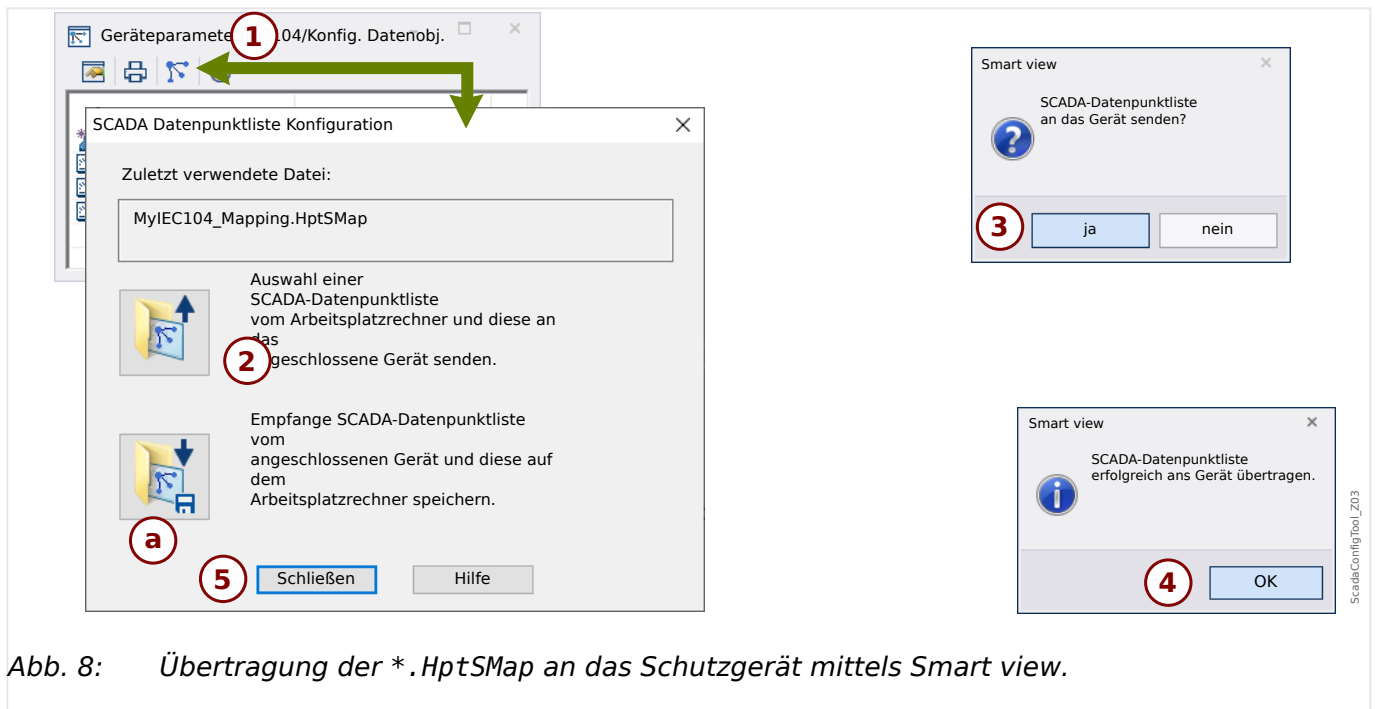 Geräteparamete 104/Konfig. Datenobj.
1
SCADA Datenpunktliste Konfiguration
Zuletzt verwendete Datei:
MyIEC104_Mapping.HptSMap
Auswahl einer
SCADA-Datenpunktliste
vom Arbeitsplatzrechner und diese an
das
geschlossene Gerät senden.
2
Empfange SCADA-Datenpunktliste
vom
angeschlossenen Gerät und diese auf
dem
Arbeitsplatzrechner speichern.
a
5
Schließen
Hilfe
Smart view
SCADA-Datenpunktliste
an das Gerät senden?
3
ja
nein
Smart view
SCADA-Datenpunktliste
erfolgreich ans Gerät übertragen.
4
OK
ScadaConfigTool_Z03
Abb. 8: Übertragung der *.HptSMap an das Schutzgerät mittels Smart view.